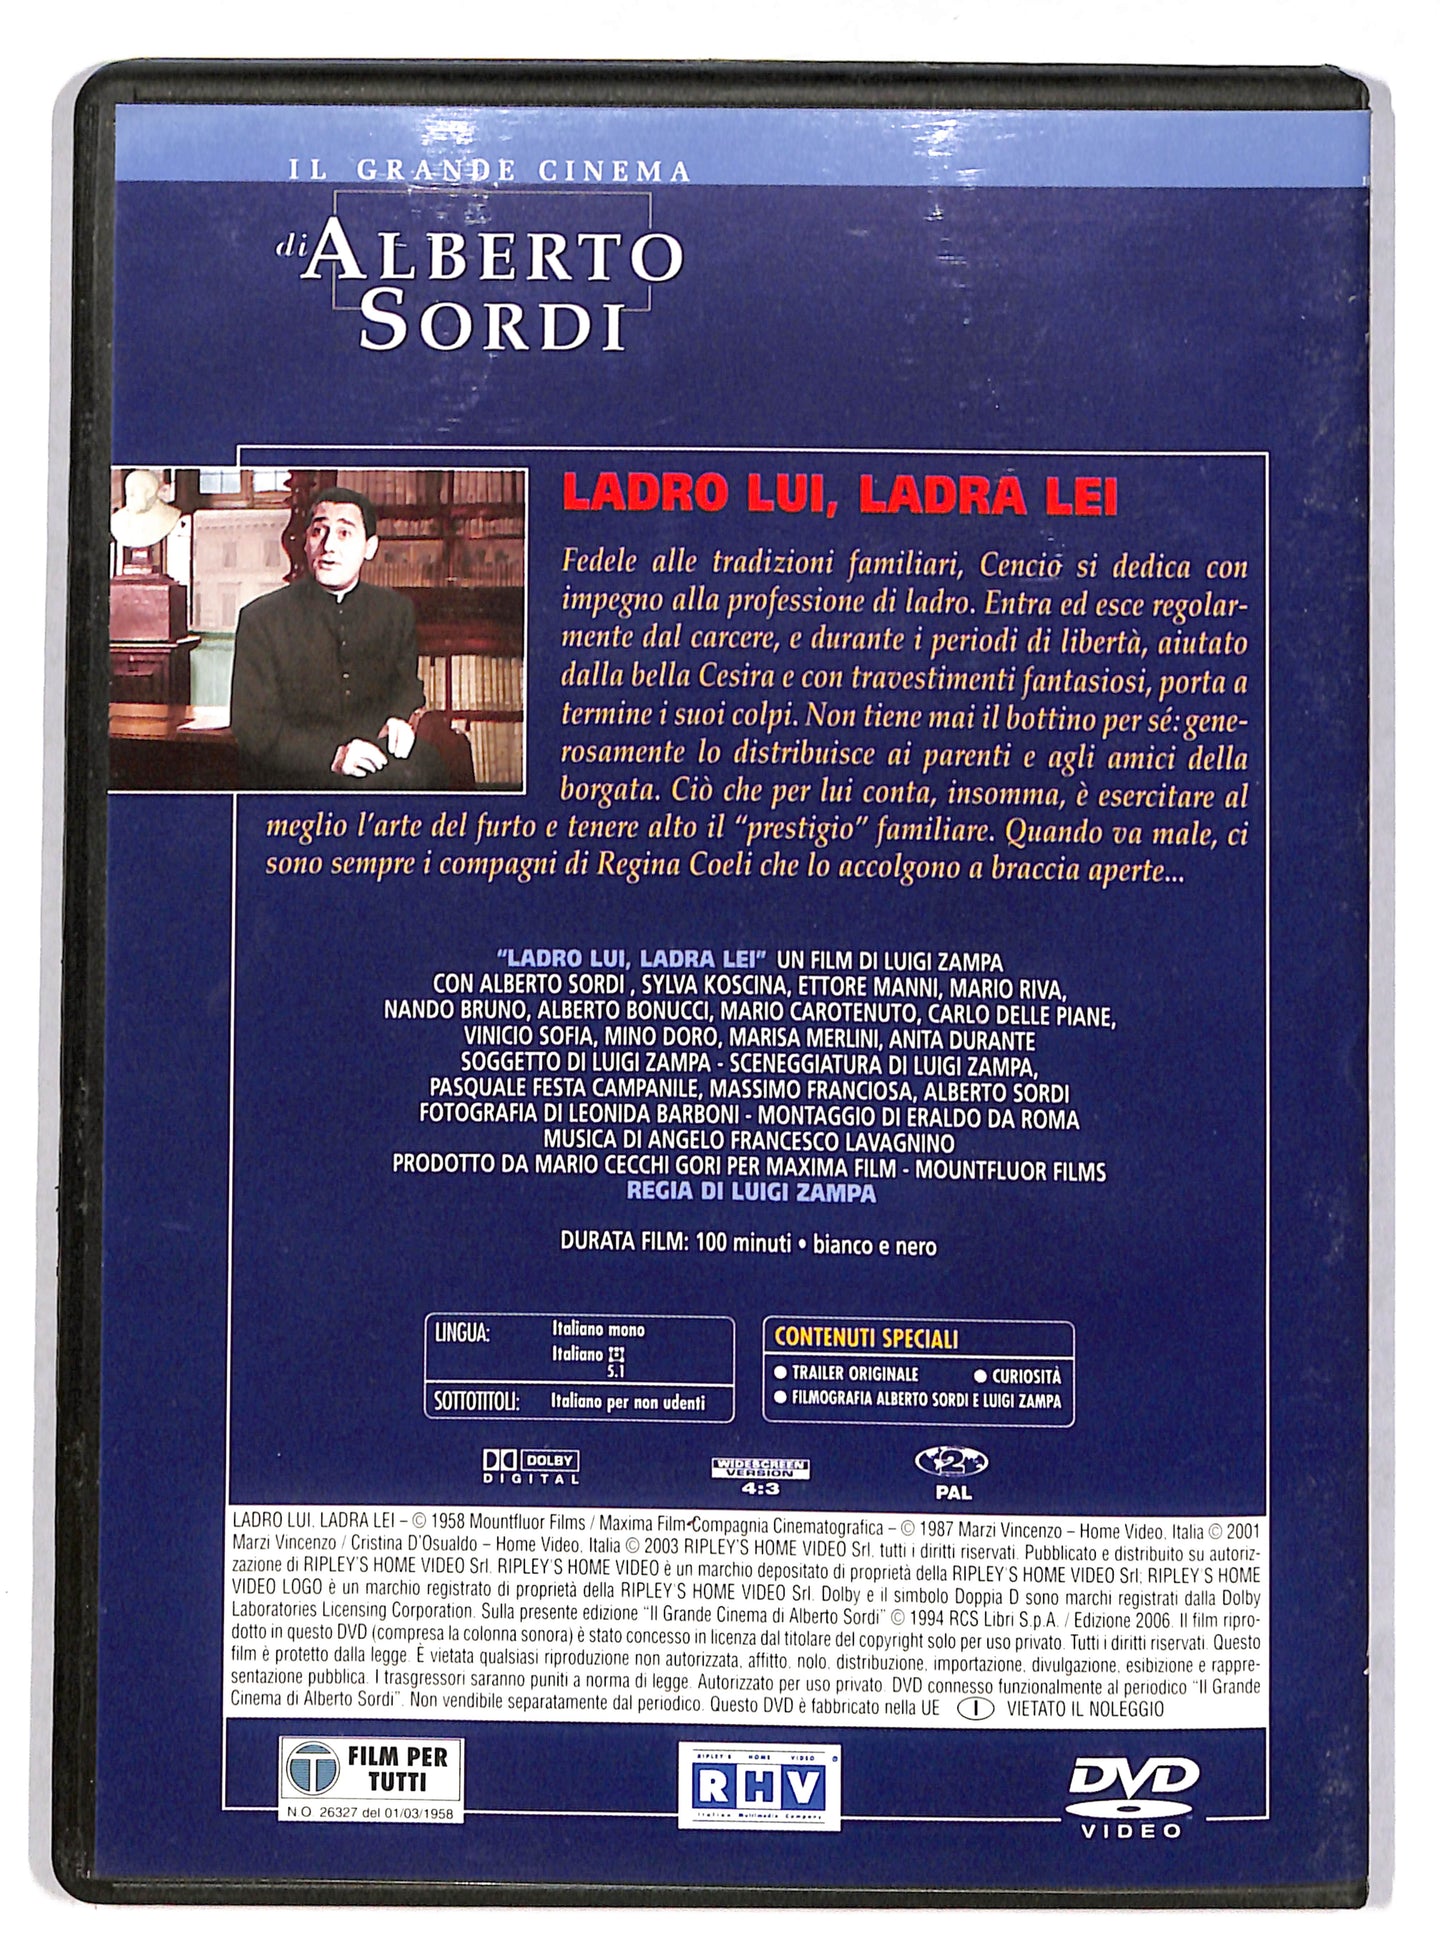 IL GRANDE CINEMA
di ALBERTO
SORDI
LADRO LUI, LADRA LEI
Fedele alle tradizioni familiari, Cencio si dedica con
impegno alla professione di ladro. Entra ed esce regolar-
mente dal carcere, e durante i periodi di libertà, aiutato
dalla bella Cesira e con travestimenti fantasiosi, porta a
termine i suoi colpi. Non tiene mai il bottino per sé: gene-
rosamente lo distribuisce ai parenti e agli amici della
borgata. Ciò che per lui conta, insomma, è esercitare al
meglio l'arte del furto e tenere alto il "prestigio" familiare. Quando va male, ci
sono sempre i compagni di Regina Coeli che lo accolgono a braccia aperte...
"LADRO LUI, LADRA LEI" UN FILM DI LUIGI ZAMPA
CON ALBERTO SORDI , SYLVA KOSCINA, ETTORE MANNI, MARIO RIVA,
NANDO BRUNO, ALBERTO BONUCCI, MARIO CAROTENUTO, CARLO DELLE PIANE,
VINICIO SOFIA, MINO DORO, MARISA MERLINI, ANITA DURANTE
SOGGETTO DI LUIGI ZAMPA - SCENEGGIATURA DI LUIGI ZAMPA,
PASQUALE FESTA CAMPANILE, MASSIMO FRANCIOSA, ALBERTO SORDI
FOTOGRAFIA DI LEONIDA BARBONI - MONTAGGIO DI ERALDO DA ROMA
MUSICA DI ANGELO FRANCESCO LAVAGNINO
PRODOTTO DA MARIO CECCHI GORI PER MAXIMA FILM - MOUNTFLUOR FILMS
REGIA DI LUIGI ZAMPA
DURATA FILM: 100 minuti • bianco e nero
LINGUA: Italiano mono
Italiano
5.1
SOTTOTITOLI: Italiano per non udenti
CONTENUTI SPECIALI
● TRAILER ORIGINALE ● CURIOSITÀ
● FILMOGRAFIA ALBERTO SORDI E LUIGI ZAMPA
DOLBY
DIGITAL
WIDESCREEN
VERSION
4:3
2
PAL
LADRO LUI, LADRA LEI – © 1958 Mountfluor Films / Maxima Film-Compagnia Cinematografica – © 1987 Marzi Vincenzo – Home Video, Italia © 2001
Marzi Vincenzo / Cristina D'Osualdo – Home Video, Italia © 2003 RIPLEY'S HOME VIDEO Srl, tutti i diritti riservati. Pubblicato e distribuito su autoriz-
zazione di RIPLEY'S HOME VIDEO Srl. RIPLEY'S HOME VIDEO è un marchio depositato di proprietà della RIPLEY'S HOME VIDEO Srl; RIPLEY'S HOME
VIDEO LOGO è un marchio registrato di proprietà della RIPLEY'S HOME VIDEO Srl. Dolby e il simbolo Doppia D sono marchi registrati dalla Dolby
Laboratories Licensing Corporation. Sulla presente edizione "Il Grande Cinema di Alberto Sordi" © 1994 RCS Libri S.p.A. / Edizione 2006. Il film ripro-
dotto in questo DVD (compresa la colonna sonora) è stato concesso in licenza dal titolare del copyright solo per uso privato. Tutti i diritti riservati. Questo
film è protetto dalla legge. È vietata qualsiasi riproduzione non autorizzata, affitto, nolo, distribuzione, importazione, divulgazione, esibizione e rappre-
sentazione pubblica. I trasgressori saranno puniti a norma di legge. Autorizzato per uso privato. DVD connesso funzionalmente al periodico "Il Grande
Cinema di Alberto Sordi". Non vendibile separatamente dal periodico. Questo DVD è fabbricato nella UE I VIETATO IL NOLEGGIO
T FILM PER
TUTTI
N O 26327 del 01/03/1958
RIPLEY'S HOME VIDEO
RHV
Italian Multimedia Company
DVD
VIDEO